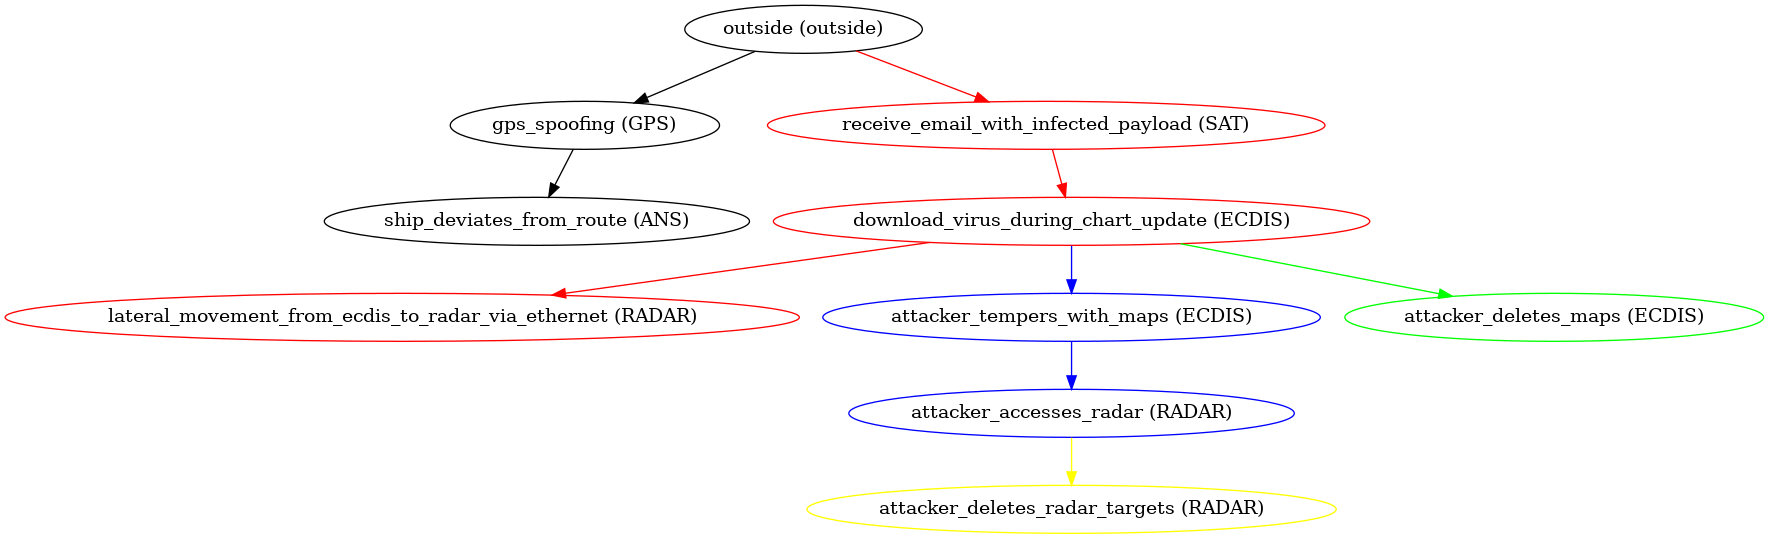 outside (outside)
gps_spoofing (GPS)
receive_email_with_infected_payload (SAT)
ship_deviates_from_route (ANS)
download_virus_during_chart_update (ECDIS)
lateral_movement_from_ecdis_to_radar_via_ethernet (RADAR)
attacker_tempers_with_maps (ECDIS)
attacker_deletes_maps (ECDIS)
attacker_accesses_radar (RADAR)
attacker_deletes_radar_targets (RADAR)